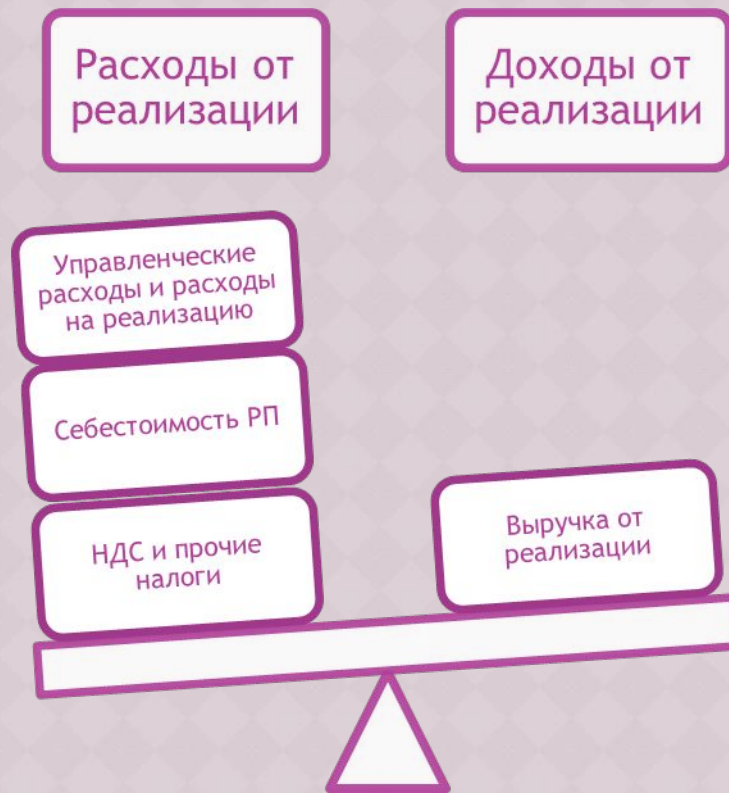 Расходы от
реализации
Доходы от
реализации
Управленческие
расходы и расходы
на реализацию
Себестоимость РП
НДС и прочие
налоги
Выручка от
реализации